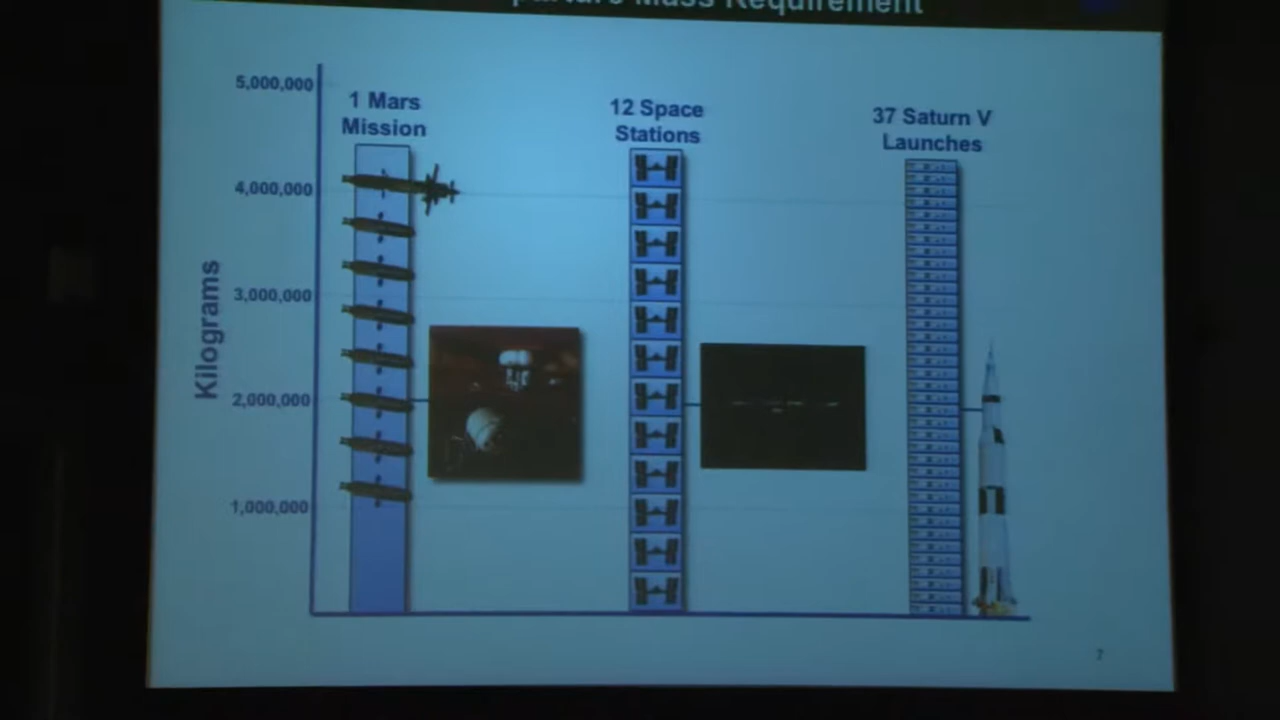 Mass Requirement
5,000,000
1 Mars
Mission
12 Space
Stations
37 Saturn V
Launches
4,000,000
3,000,000
Kilograms
2,000,000
1,000,000
7